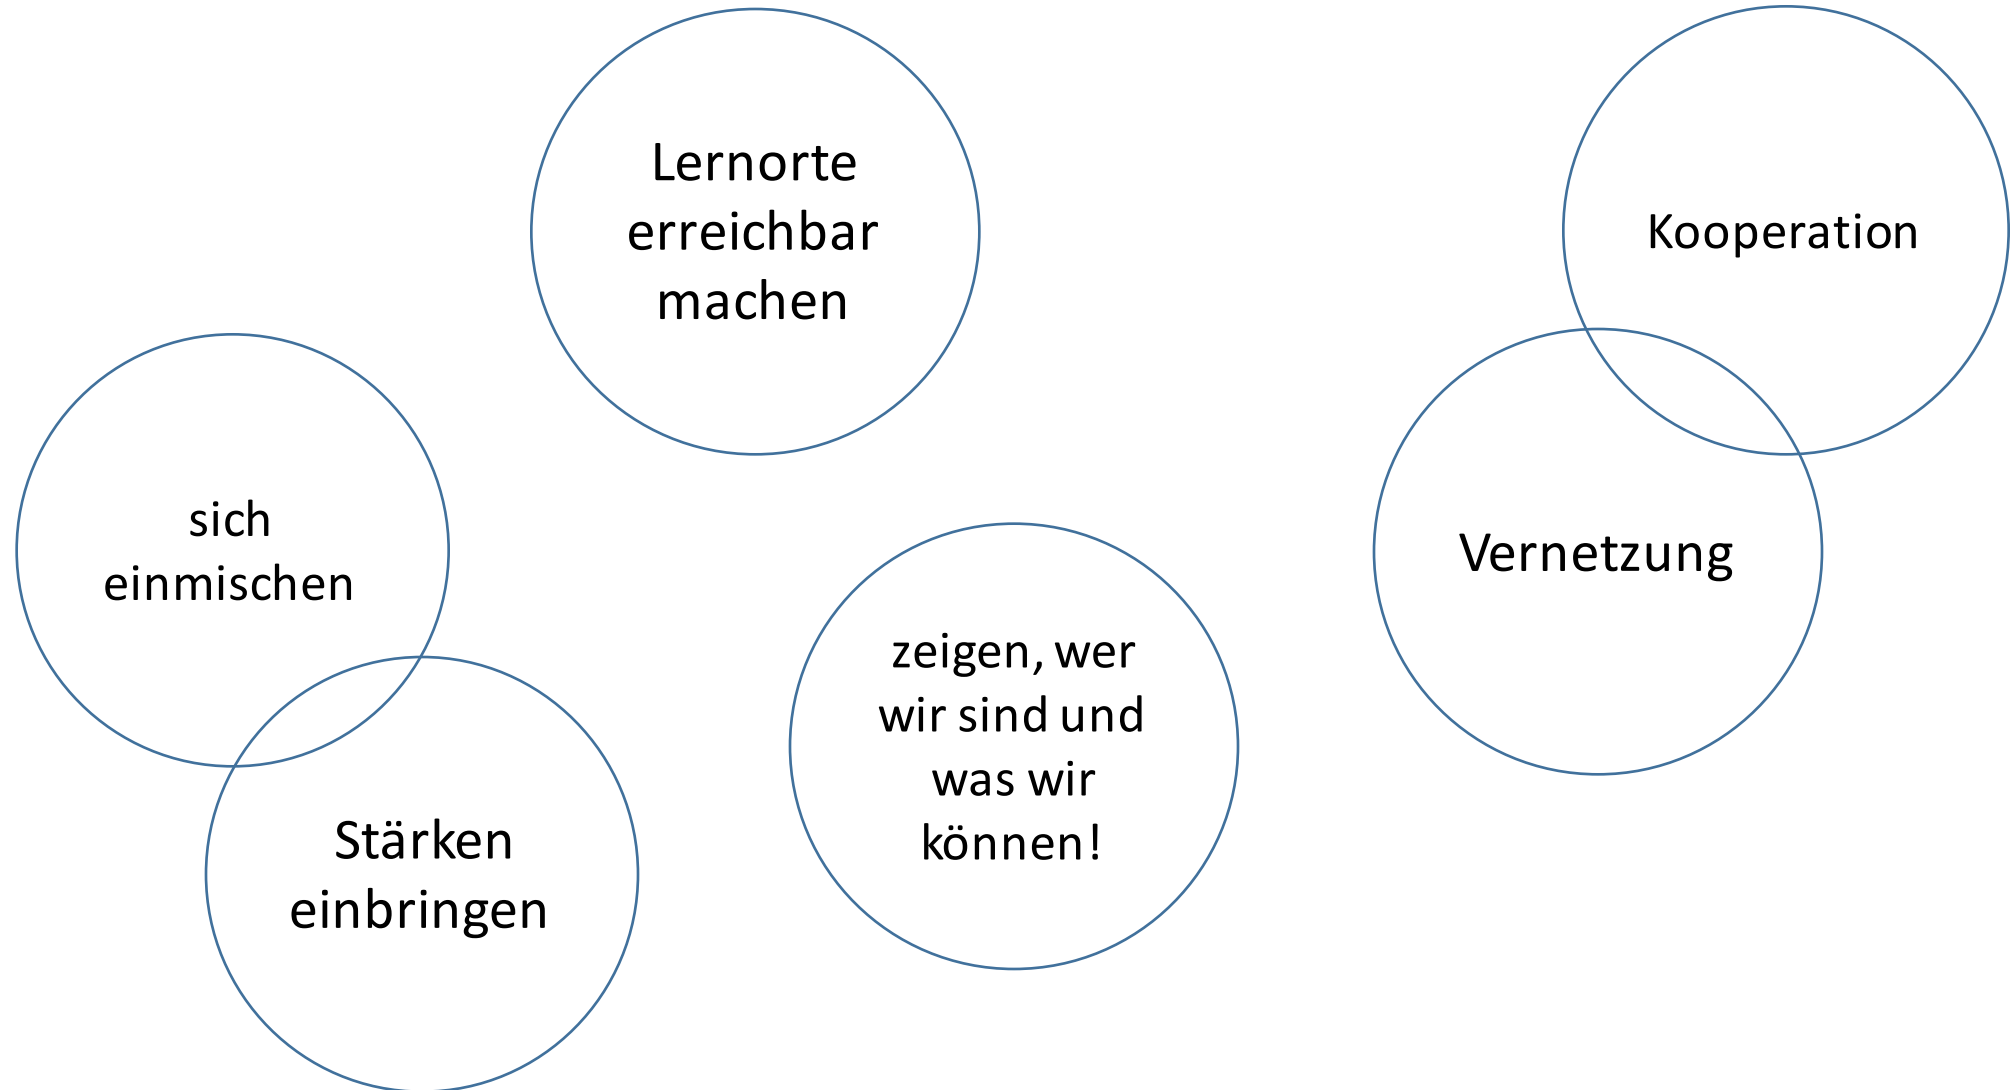 Lernorte
erreichbar
machen
Kooperation
sich
einmischen
Vernetzung
zeigen, wer
wir sind und
was wir
können!
Stärken
einbringen